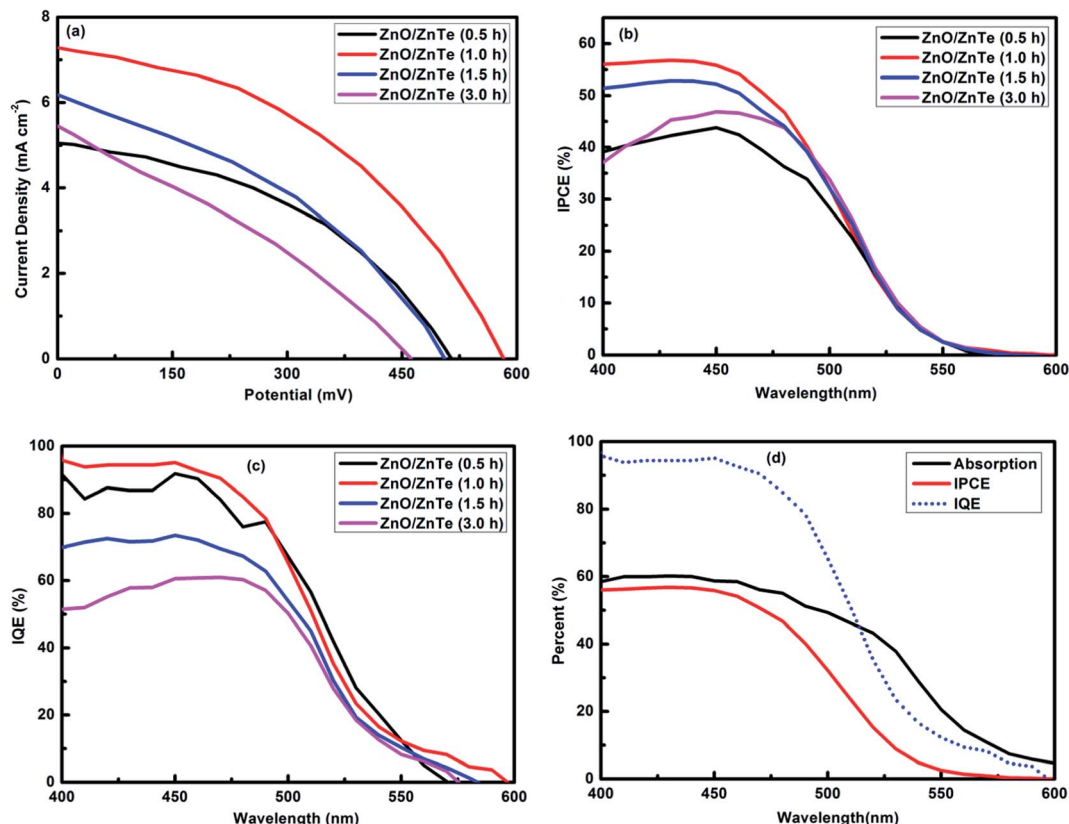 (a)
ZnO/ZnTe (0.5 h)
ZnO/ZnTe (1.0 h)
ZnO/ZnTe (1.5 h)
ZnO/ZnTe (3.0 h)
8
6
4
2
0
Current Density (mA cm⁻²)
0 150 300 450 600
Potential (mV)
(b)
ZnO/ZnTe (0.5 h)
ZnO/ZnTe (1.0 h)
ZnO/ZnTe (1.5 h)
ZnO/ZnTe (3.0 h)
60
50
40
30
20
10
0
IPCE (%)
400 450 500 550 600
Wavelength(nm)
(c)
ZnO/ZnTe (0.5 h)
ZnO/ZnTe (1.0 h)
ZnO/ZnTe (1.5 h)
ZnO/ZnTe (3.0 h)
100
80
60
40
20
0
IQE (%)
400 450 500 550 600
Wavelength (nm)
(d)
Absorption
IPCE
IQE
100
80
60
40
20
0
Percent (%)
400 450 500 550 600
Wavelength(nm)